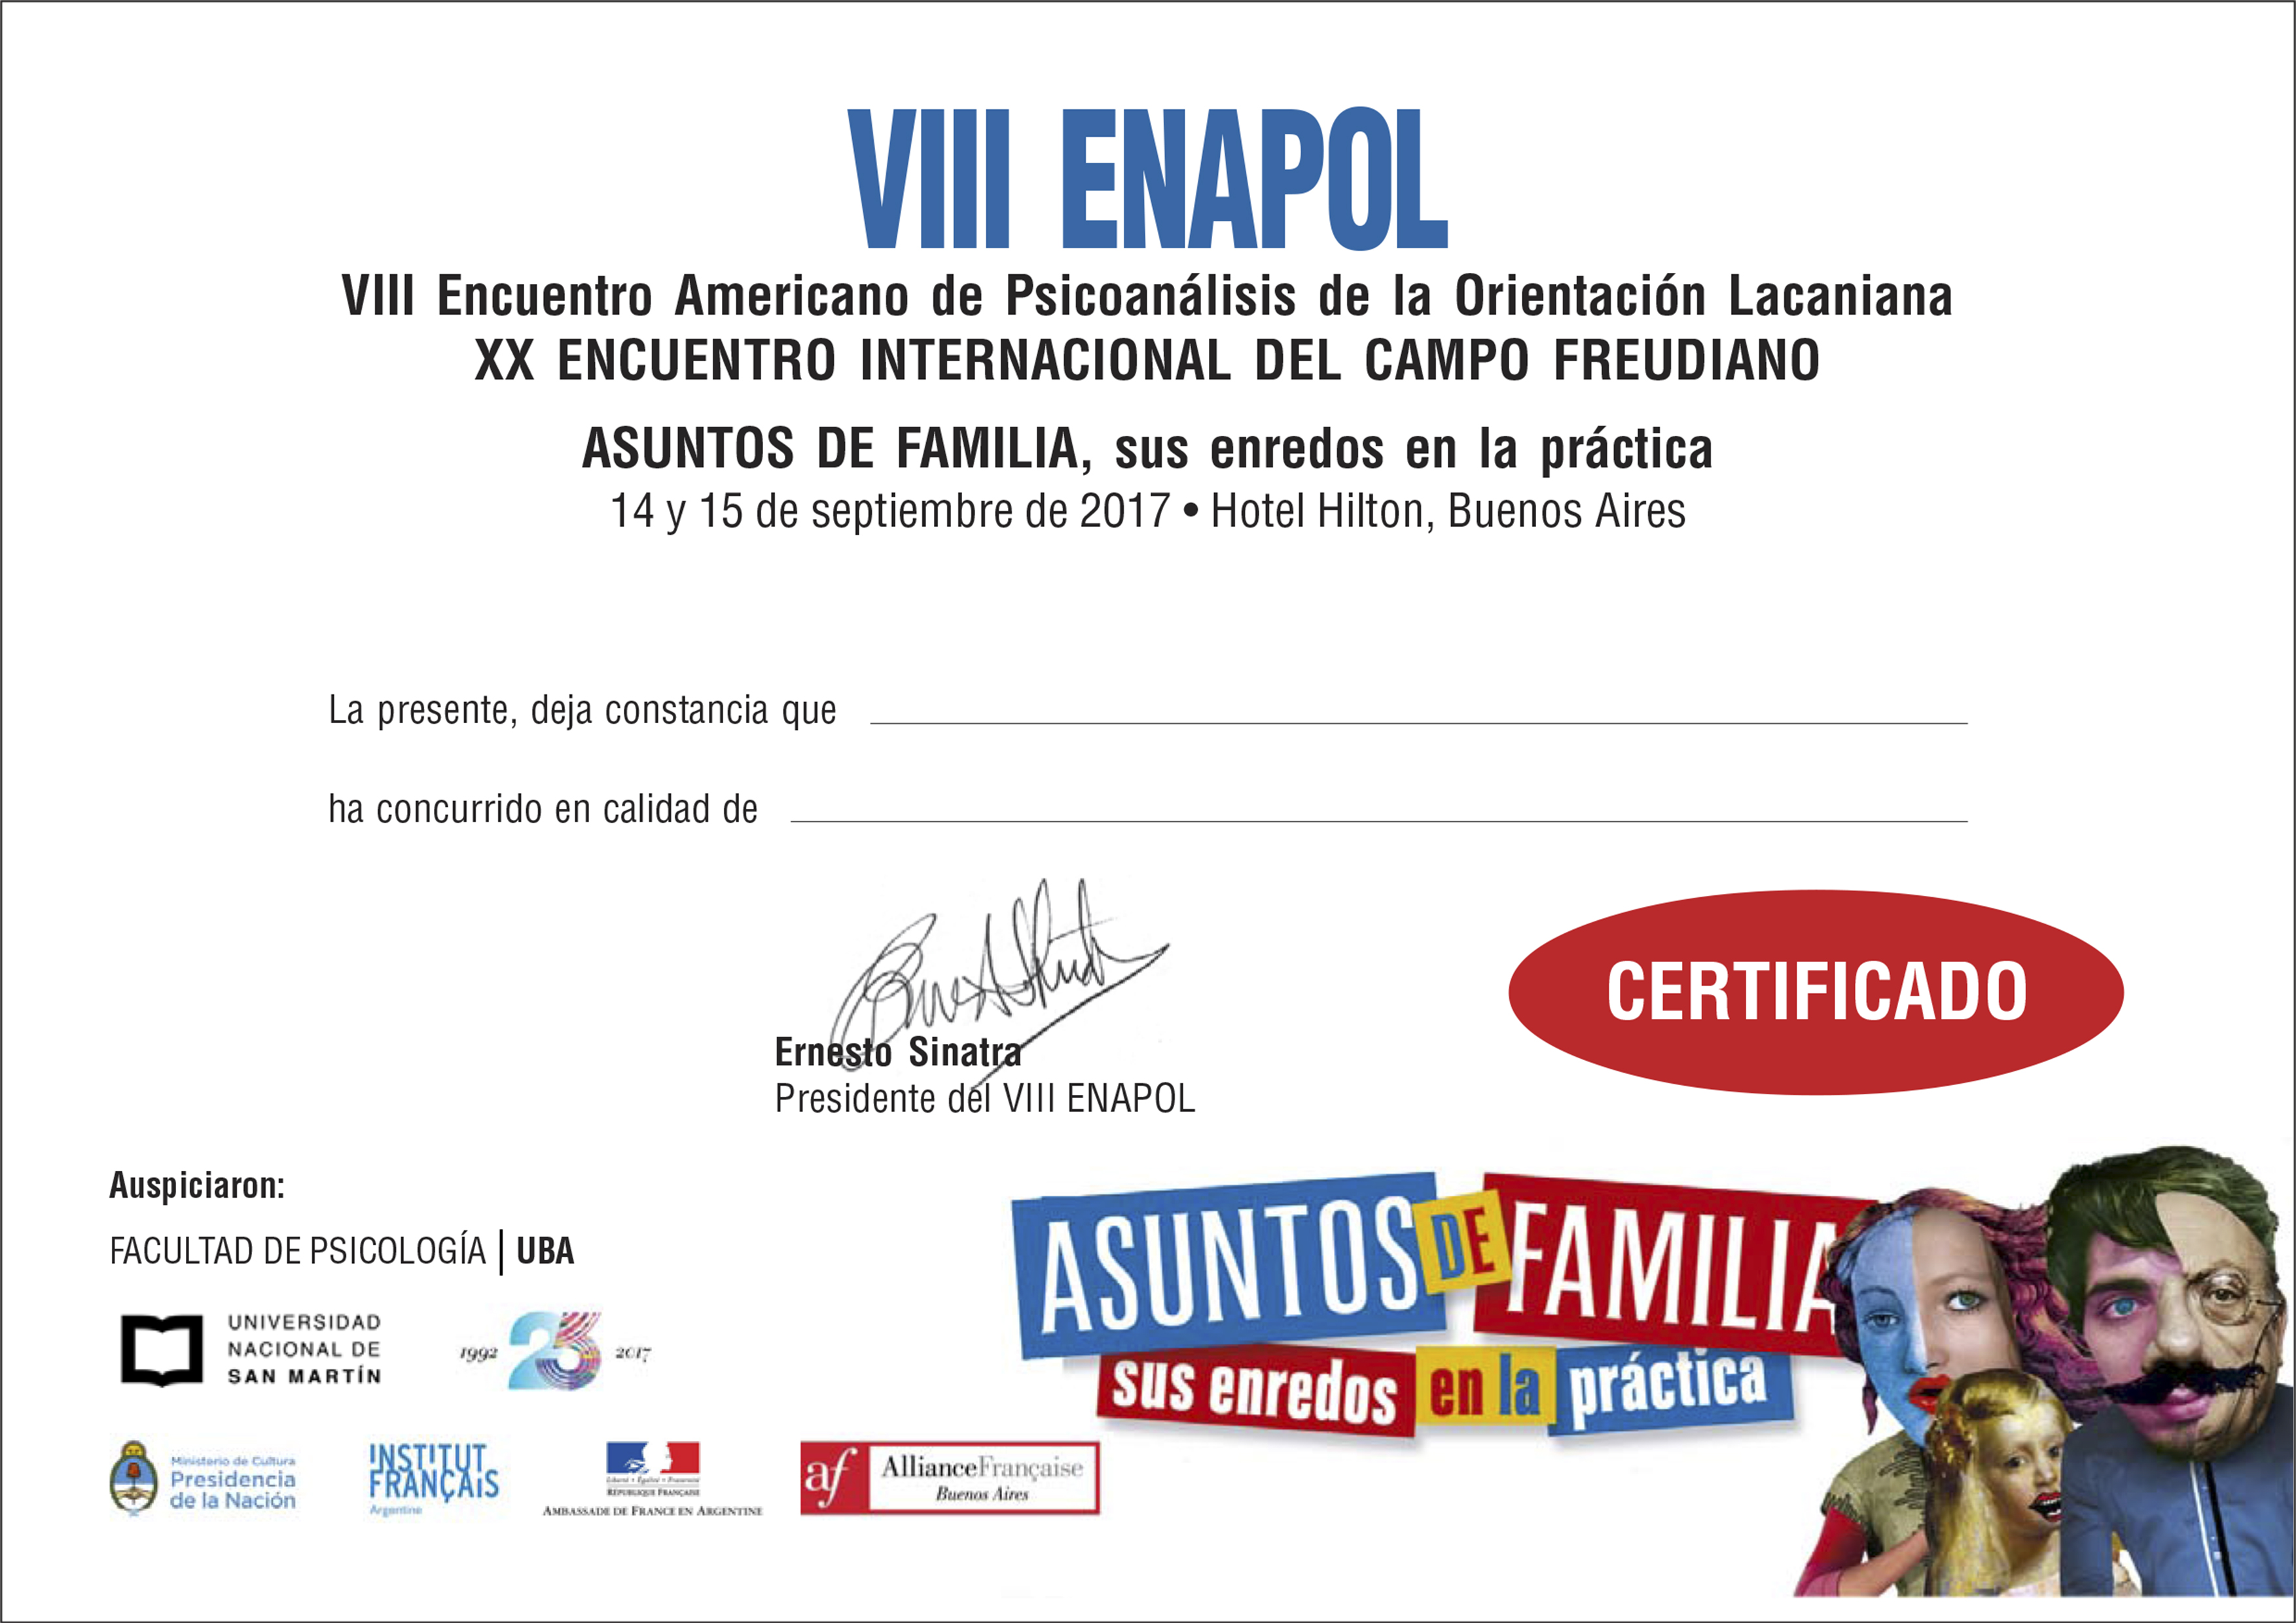 VIII ENAPOL
VIII Encuentro Americano de Psicoanálisis de la Orientación Lacaniana
XX ENCUENTRO INTERNACIONAL DEL CAMPO FREUDIANO
ASUNTOS DE FAMILIA, sus enredos en la práctica
14 y 15 de septiembre de 2017 • Hotel Hilton, Buenos Aires
La presente, deja constancia que
ha concurrido en calidad de
CERTIFICADO
Ernesto Sinatra
Presidente del VIII ENAPOL
Auspiciaron:
FACULTAD DE PSICOLOGÍA | UBA
UNIVERSIDAD
NACIONAL DE
SAN MARTÍN
1992 25 2017
Ministerio de Cultura
Presidencia
de la Nación
INSTITUT
FRANÇAIS
Argentine
Liberté • Égalité • Fraternité
RÉPUBLIQUE FRANÇAISE
AMBASSADE DE FRANCE EN ARGENTINE
af AllianceFrançaise
Buenos Aires
ASUNTOS DE FAMILIA
sus enredos en la práctica